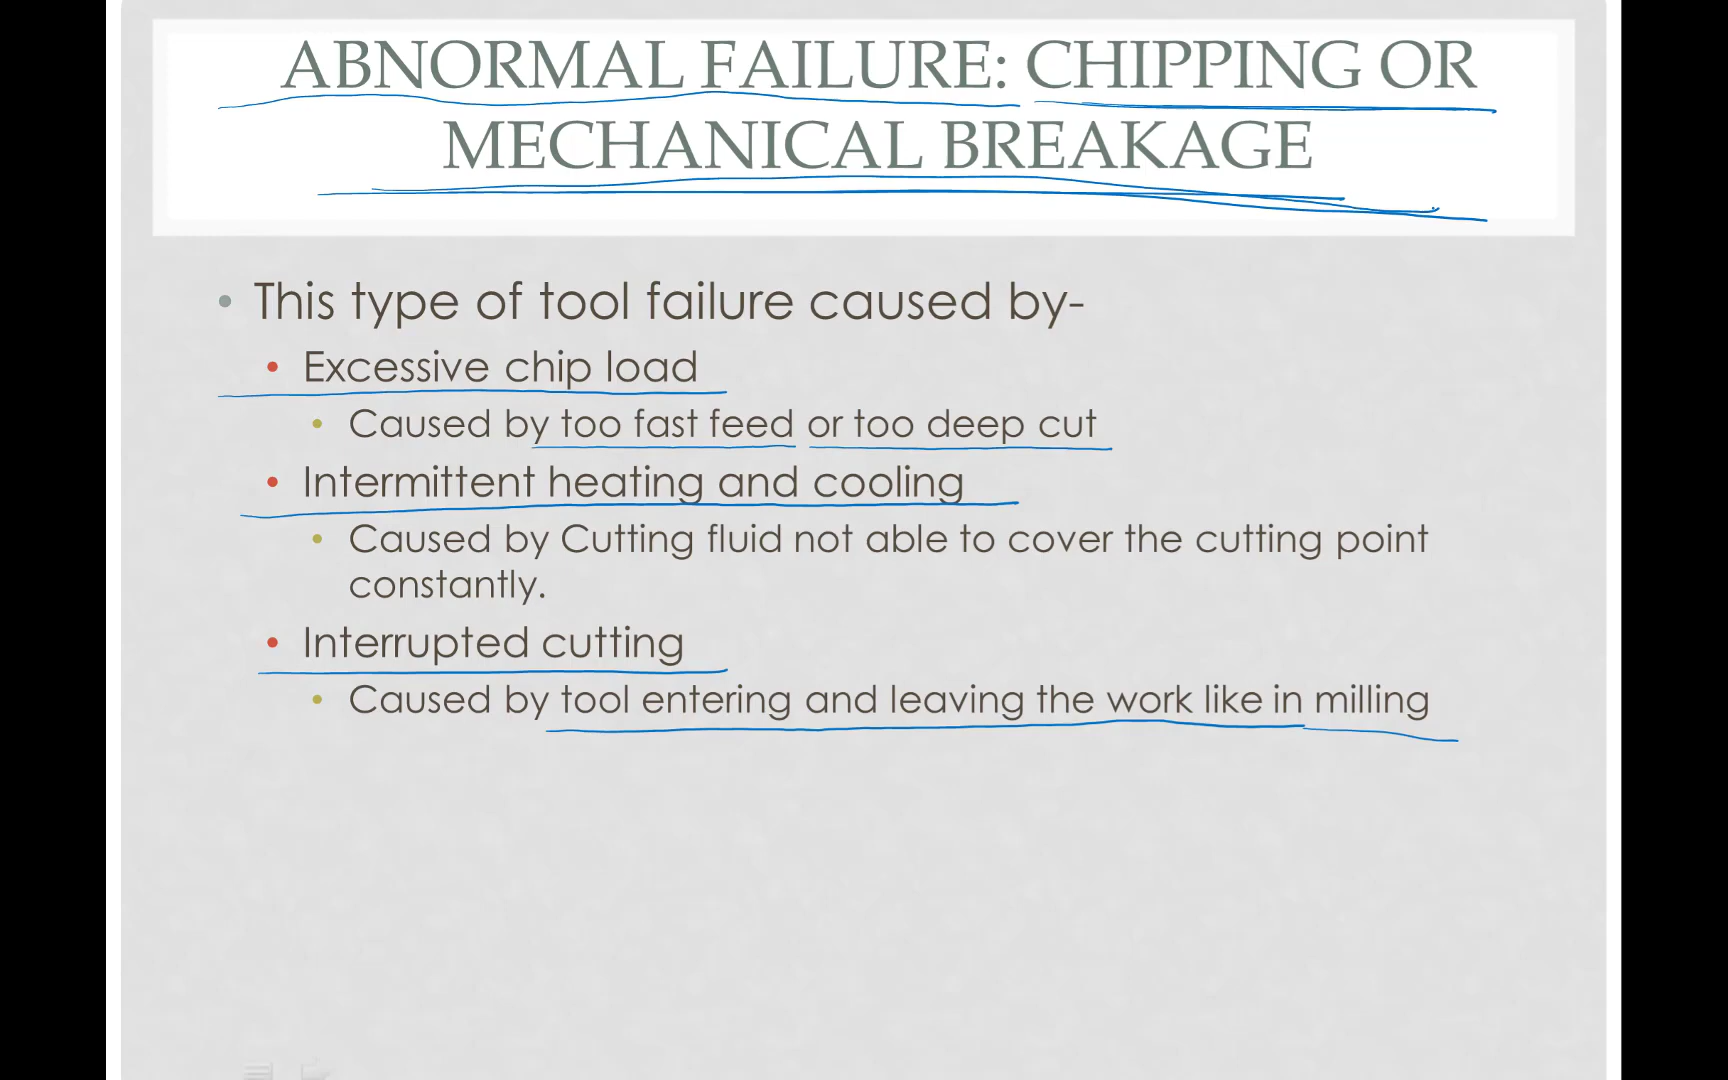 ABNORMAL FAILURE: CHIPPING OR
MECHANICAL BREAKAGE
• This type of tool failure caused by-
• Excessive chip load
• Caused by too fast feed or too deep cut
• Intermittent heating and cooling
• Caused by Cutting fluid not able to cover the cutting point
constantly.
• Interrupted cutting
• Caused by tool entering and leaving the work like in milling